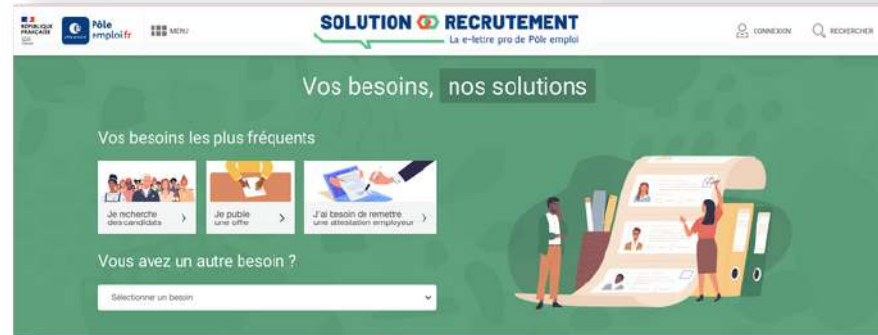 RÉPUBLIQUE
FRANÇAISE
Pôle
emploi fr
MENU
SOLUTION RECRUTEMENT
La e-lettre pro de Pôle emploi
CONNEXION
RECHERCHER
Vos besoins, nos solutions
Vos besoins les plus fréquents
Je recherche
des candidats
Je publie
une offre
J'ai besoin de remettre
une attestation employeur
Vous avez un autre besoin ?
Sélectionner un besoin